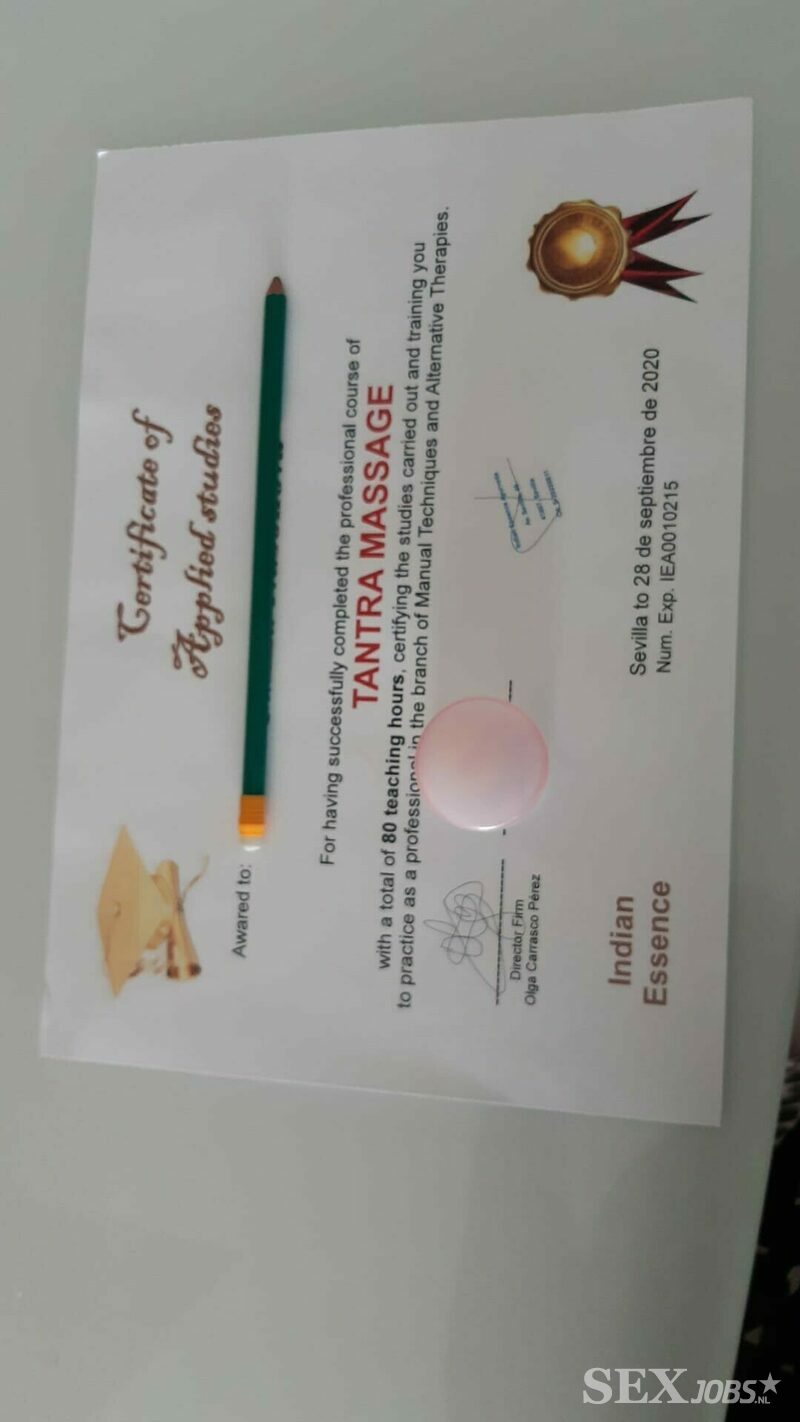 Certificate of
Applied studies
Awared to:
For having successfully completed the professional course of
TANTRA MASSAGE
with a total of 80 teaching hours, certifying the studies carried out and training you
to practice as a professional in the branch of Manual Techniques and Alternative Therapies.
Director Firm
Olga Carrasco Pérez
Indian
Essence
Sevilla to 28 de septiembre de 2020
Num. Exp. IEA0010215
SEXJOBS.NL